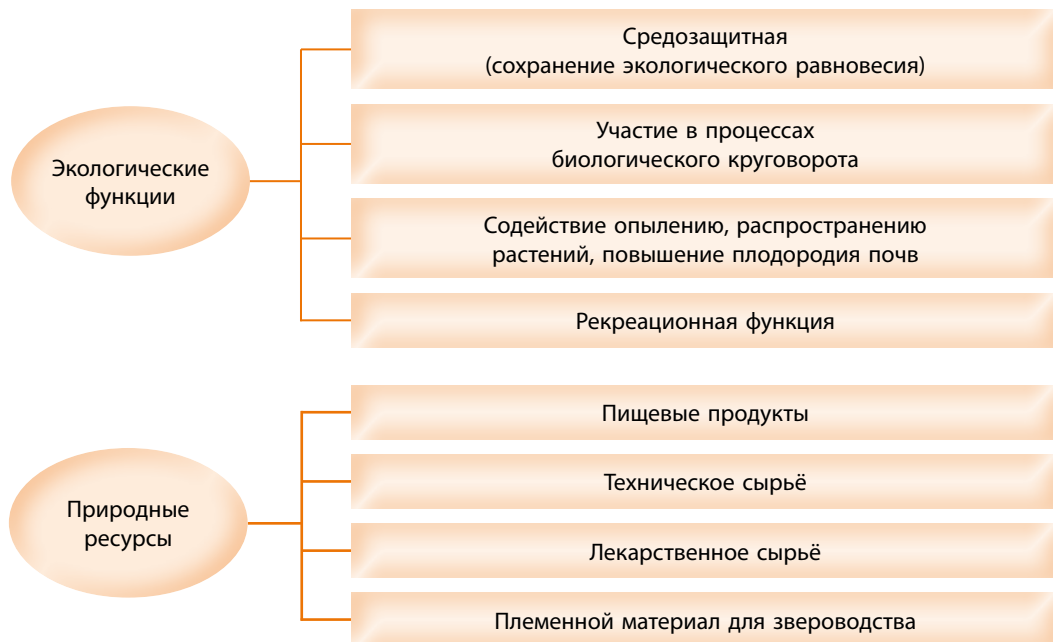 Экологические
функции
Средозащитная
(сохранение экологического равновесия)
Участие в процессах
биологического круговорота
Содействие опылению, распространению
растений, повышение плодородия почв
Рекреационная функция
Природные
ресурсы
Пищевые продукты
Техническое сырьё
Лекарственное сырьё
Племенной материал для звероводства